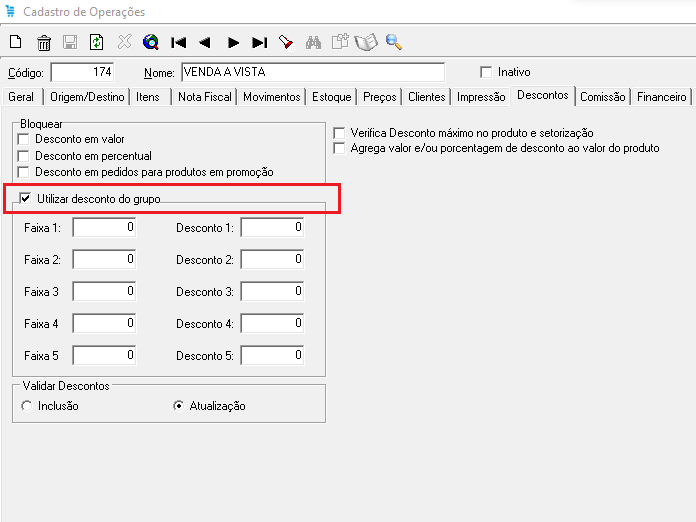 Cadastro de Operações
Código: 174 Nome: VENDA A VISTA Inativo
Geral Origem/Destino Itens Nota Fiscal Movimentos Estoque Preços Clientes Impressão Descontos Comissão Financeiro
Bloquear
Desconto em valor
Desconto em percentual
Desconto em pedidos para produtos em promoção
Verifica Desconto máximo no produto e setorização
Agrega valor e/ou porcentagem de desconto ao valor do produto
Utilizar desconto do grupo
Faixa 1: 0 Desconto 1: 0
Faixa 2: 0 Desconto 2: 0
Faixa 3 0 Desconto 3: 0
Faixa 4 0 Desconto 4: 0
Faixa 5 0 Desconto 5: 0
Validar Descontos
Inclusão Atualização